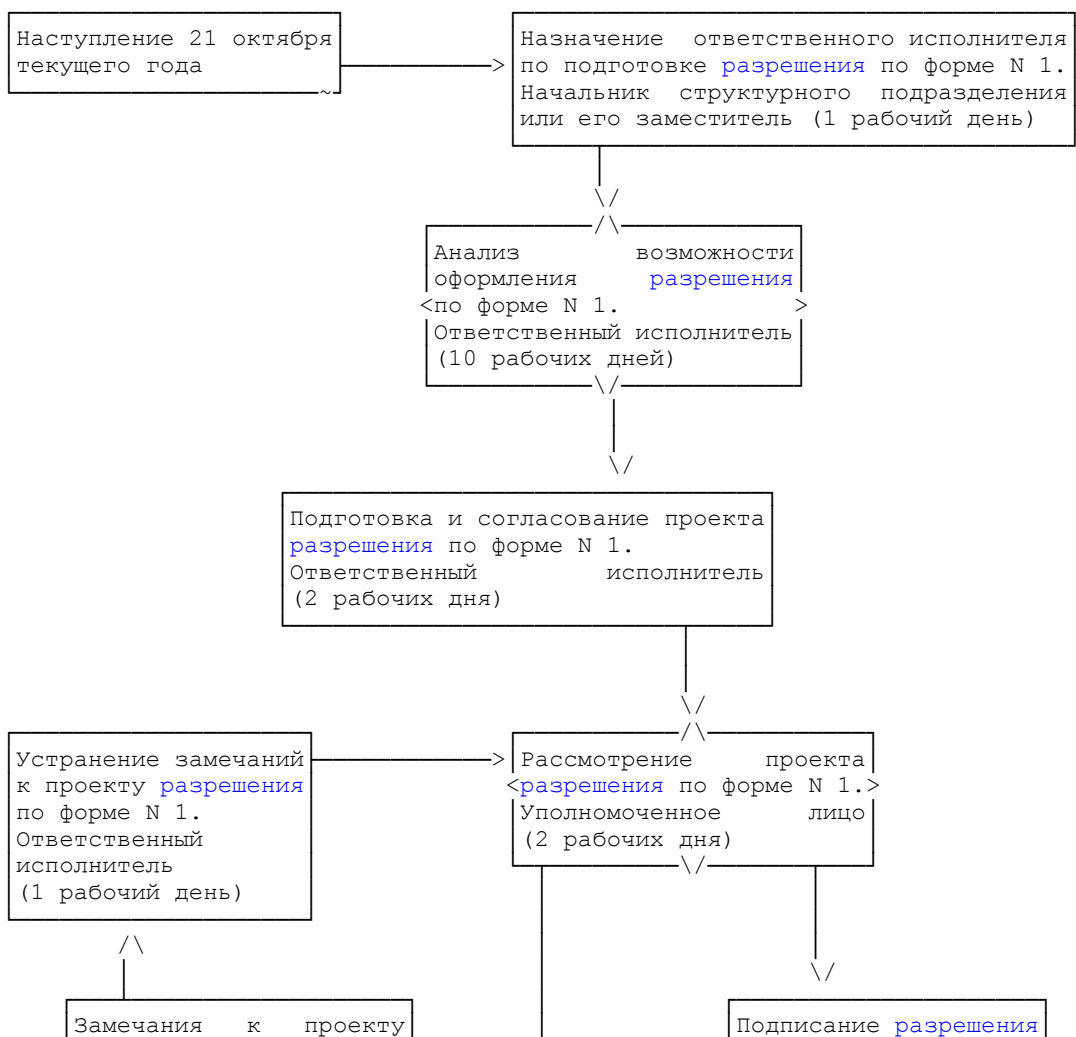 Наступление 21 октября
текущего года
Назначение ответственного исполнителя
по подготовке разрешения по форме N 1.
Начальник структурного подразделения
или его заместитель (1 рабочий день)
Анализ возможности
оформления разрешения
по форме N 1.
Ответственный исполнитель
(10 рабочих дней)
Подготовка и согласование проекта
разрешения по форме N 1.
Ответственный исполнитель
(2 рабочих дня)
Устранение замечаний
к проекту разрешения
по форме N 1.
Ответственный
исполнитель
(1 рабочий день)
Рассмотрение проекта
разрешения по форме N 1.
Уполномоченное лицо
(2 рабочих дня)
Замечания к проекту
Подписание разрешения